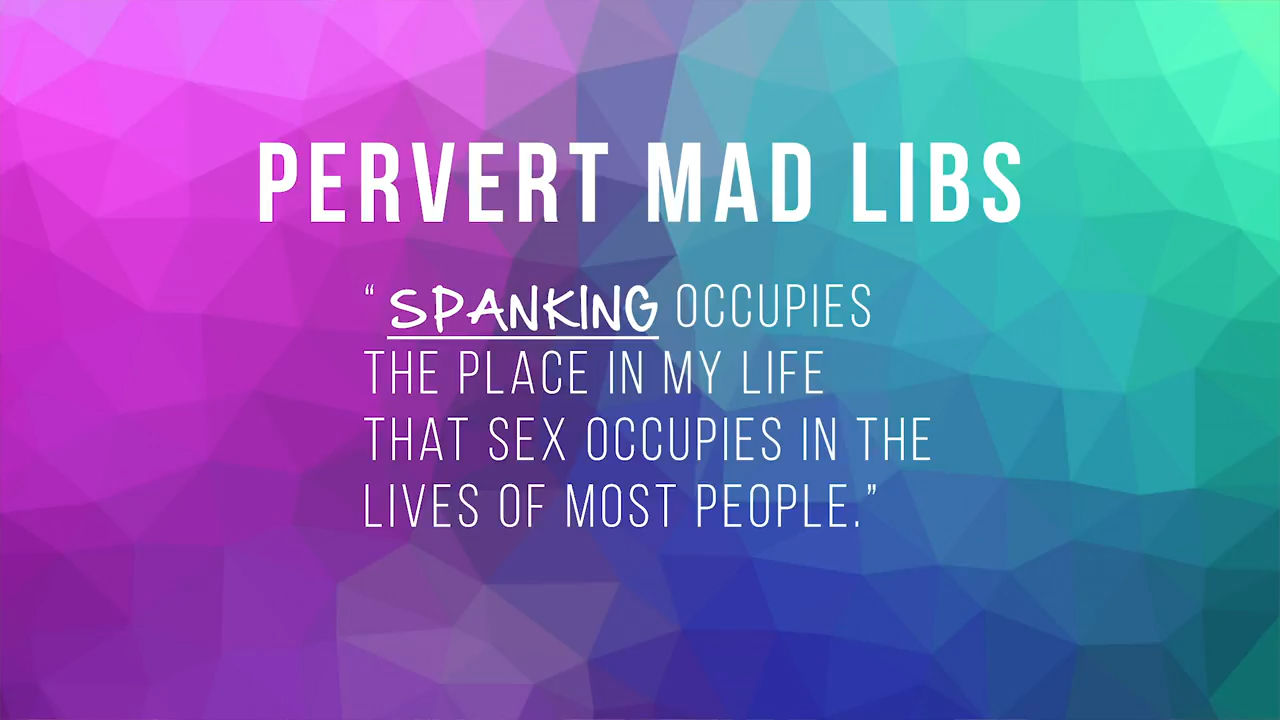 PERVERT MAD LIBS
“SPANKING OCCUPIES
THE PLACE IN MY LIFE
THAT SEX OCCUPIES IN THE
LIVES OF MOST PEOPLE.”